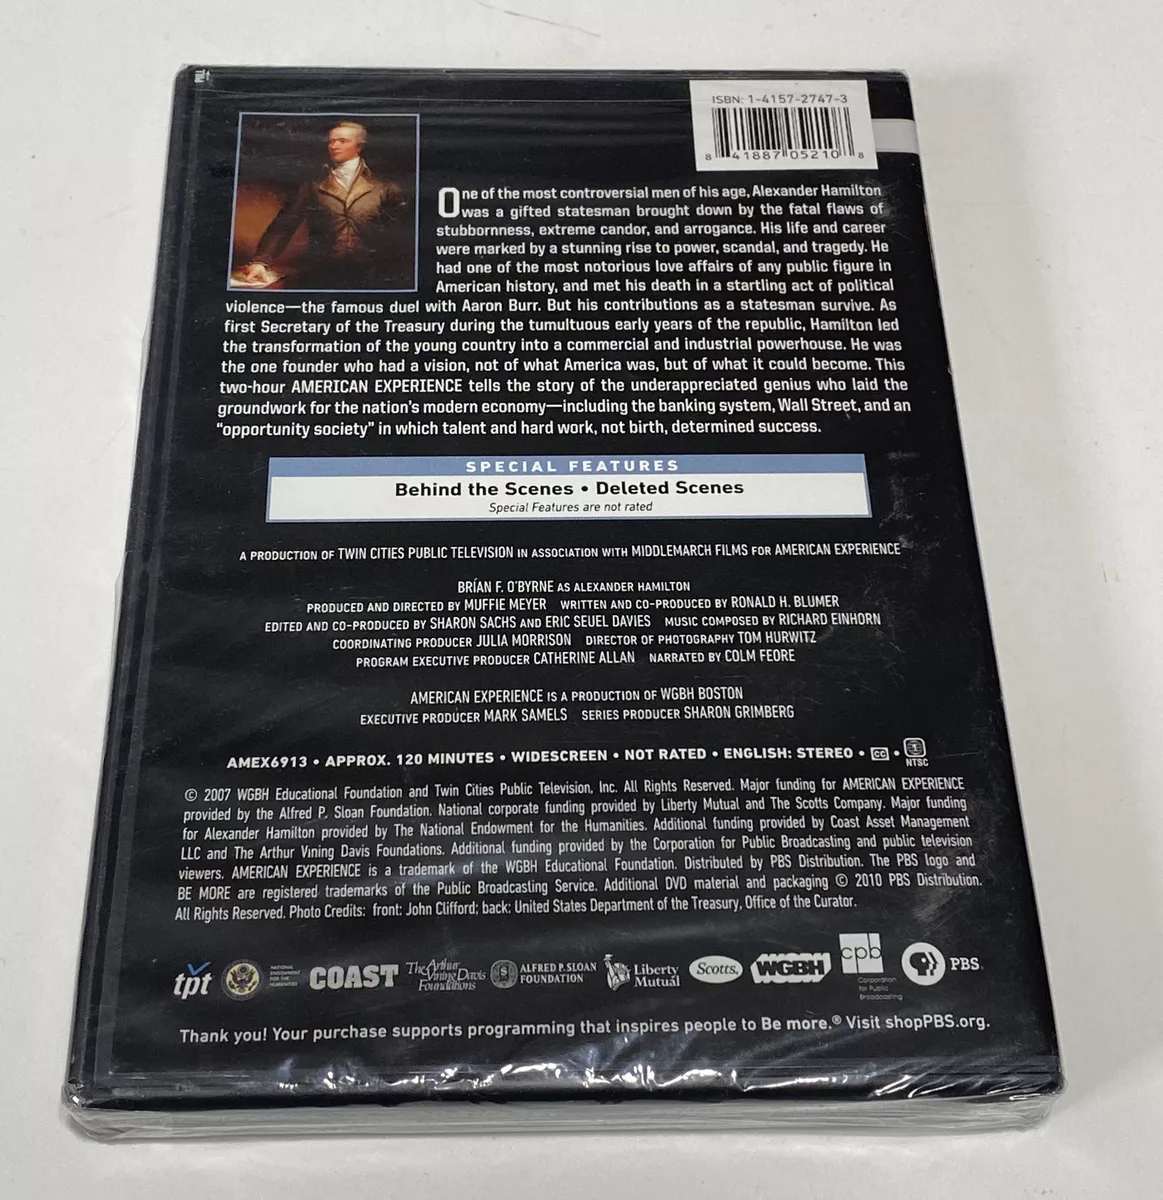 ISBN: 1-4157-2747-3
8 41887 05210 8
One of the most controversial men of his age, Alexander Hamilton
was a gifted statesman brought down by the fatal flaws of
stubbornness, extreme candor, and arrogance. His life and career
were marked by a stunning rise to power, scandal, and tragedy. He
had one of the most notorious love affairs of any public figure in
American history, and met his death in a startling act of political
violence—the famous duel with Aaron Burr. But his contributions as a statesman survive. As
first Secretary of the Treasury during the tumultuous early years of the republic, Hamilton led
the transformation of the young country into a commercial and industrial powerhouse. He was
the one founder who had a vision, not of what America was, but of what it could become. This
two-hour AMERICAN EXPERIENCE tells the story of the underappreciated genius who laid the
groundwork for the nation's modern economy—including the banking system, Wall Street, and an
“opportunity society” in which talent and hard work, not birth, determined success.
SPECIAL FEATURES
Behind the Scenes • Deleted Scenes
Special Features are not rated
A PRODUCTION OF TWIN CITIES PUBLIC TELEVISION IN ASSOCIATION WITH MIDDLEMARCH FILMS FOR AMERICAN EXPERIENCE
BRÍAN F. O'BYRNE AS ALEXANDER HAMILTON
PRODUCED AND DIRECTED BY MUFFIE MEYER WRITTEN AND CO-PRODUCED BY RONALD H. BLUMER
EDITED AND CO-PRODUCED BY SHARON SACHS AND ERIC SEUEL DAVIES MUSIC COMPOSED BY RICHARD EINHORN
COORDINATING PRODUCER JULIA MORRISON DIRECTOR OF PHOTOGRAPHY TOM HURWITZ
PROGRAM EXECUTIVE PRODUCER CATHERINE ALLAN NARRATED BY COLM FEORE
AMERICAN EXPERIENCE IS A PRODUCTION OF WGBH BOSTON
EXECUTIVE PRODUCER MARK SAMELS SERIES PRODUCER SHARON GRIMBERG
AMEX6913 • APPROX. 120 MINUTES • WIDESCREEN • NOT RATED • ENGLISH: STEREO • CC • 1 NTSC
© 2007 WGBH Educational Foundation and Twin Cities Public Television, Inc. All Rights Reserved. Major funding for AMERICAN EXPERIENCE
provided by the Alfred P. Sloan Foundation. National corporate funding provided by Liberty Mutual and The Scotts Company. Major funding
for Alexander Hamilton provided by The National Endowment for the Humanities. Additional funding provided by Coast Asset Management
LLC and The Arthur Vining Davis Foundations. Additional funding provided by the Corporation for Public Broadcasting and public television
viewers. AMERICAN EXPERIENCE is a trademark of the WGBH Educational Foundation. Distributed by PBS Distribution. The PBS logo and
BE MORE are registered trademarks of the Public Broadcasting Service. Additional DVD material and packaging © 2010 PBS Distribution.
All Rights Reserved. Photo Credits: front: John Clifford; back: United States Department of the Treasury, Office of the Curator.
tpt
NATIONAL
ENDOWMENT
FOR THE
HUMANITIES
COAST
The Arthur
Vining Davis
Foundations
ALFRED P. SLOAN
FOUNDATION
Liberty
Mutual
Scotts.
WGBH
cpb
Corporation
for Public
Broadcasting
PBS.
Thank you! Your purchase supports programming that inspires people to Be more.® Visit shopPBS.org.